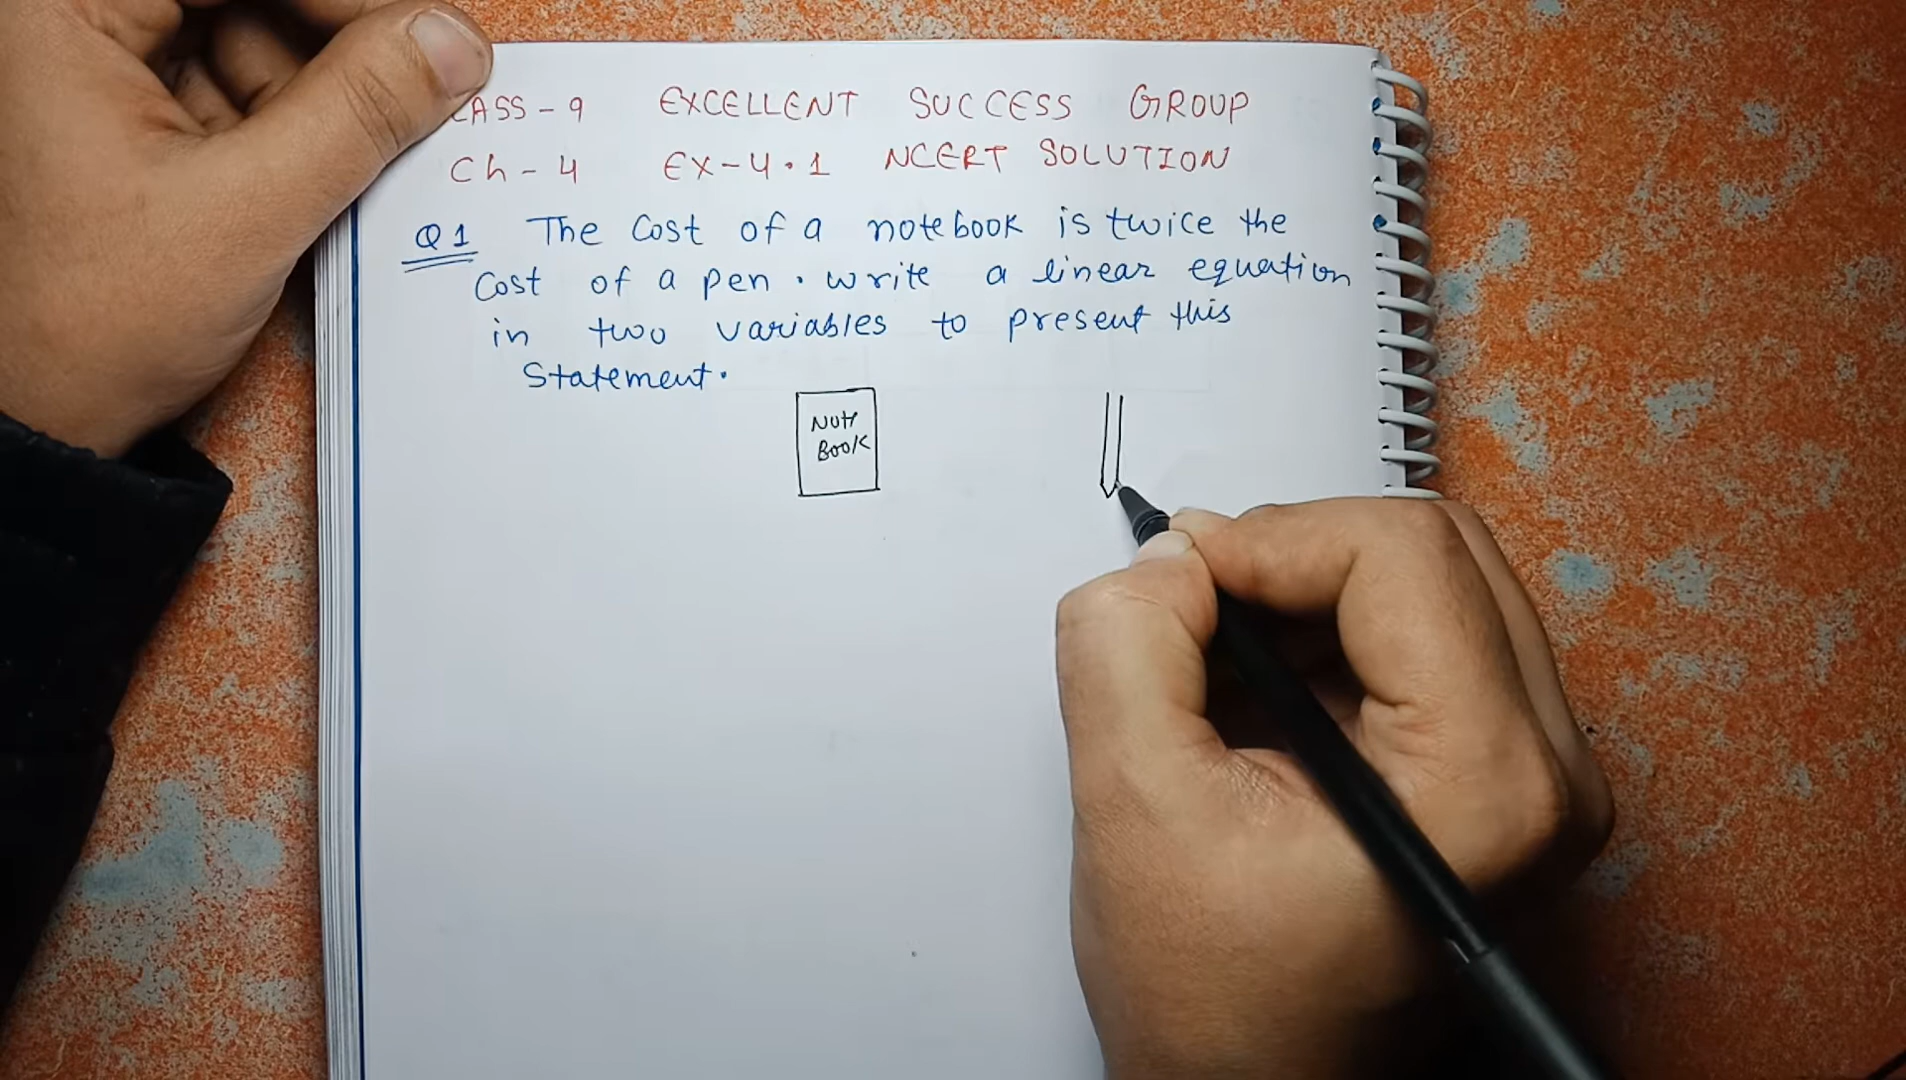 ASS - 9 EXCELLENT SUCCESS GROUP
Ch - 4 EX - 4.1 NCERT SOLUTION
Q1 The Cost of a notebook is twice the
Cost of a pen. write a linear equation
in two variables to present this
Statement.
Note
BOOK